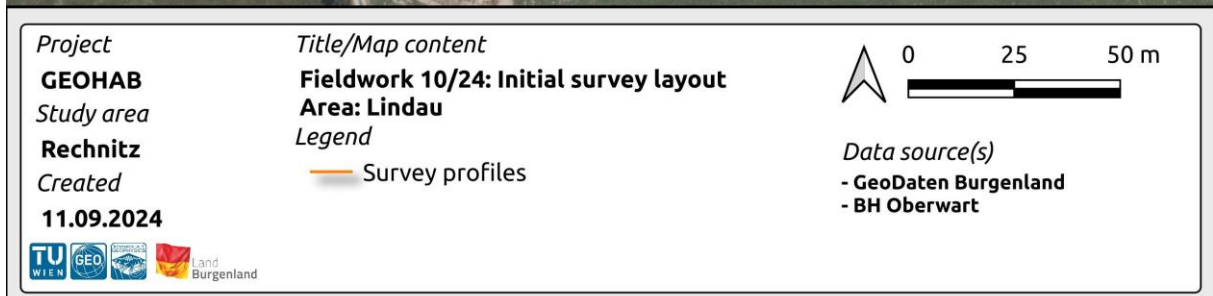 Project
GEOHAB
Study area
Rechnitz
Created
11.09.2024
TU
WIEN
GEO
Land
Burgenland
Title/Map content
Fieldwork 10/24: Initial survey layout
Area: Lindau
Legend
Survey profiles
0 25 50 m
Data source(s)
- GeoDaten Burgenland
- BH Oberwart